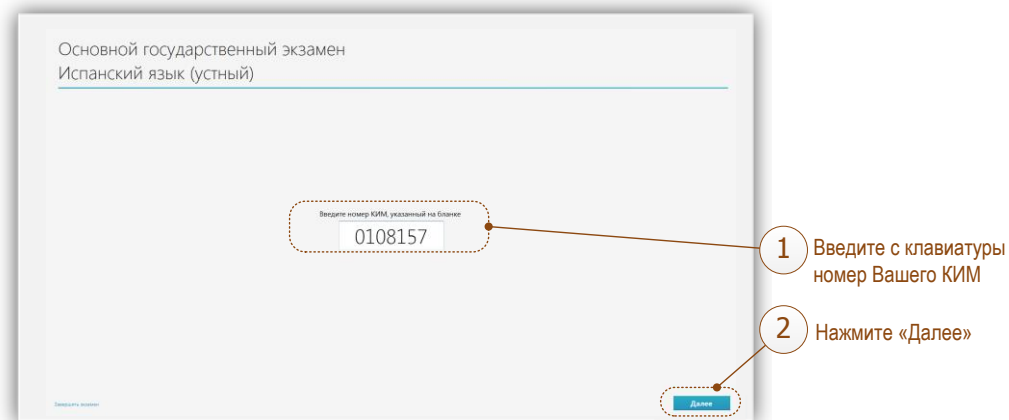 Основной государственный экзамен
Испанский язык (устный)
Введите номер КИМ, указанный на бланке
0108157
1
Введите с клавиатуры
номер Вашего КИМ
2
Нажмите «Далее»
Завершить экзамен
Далее